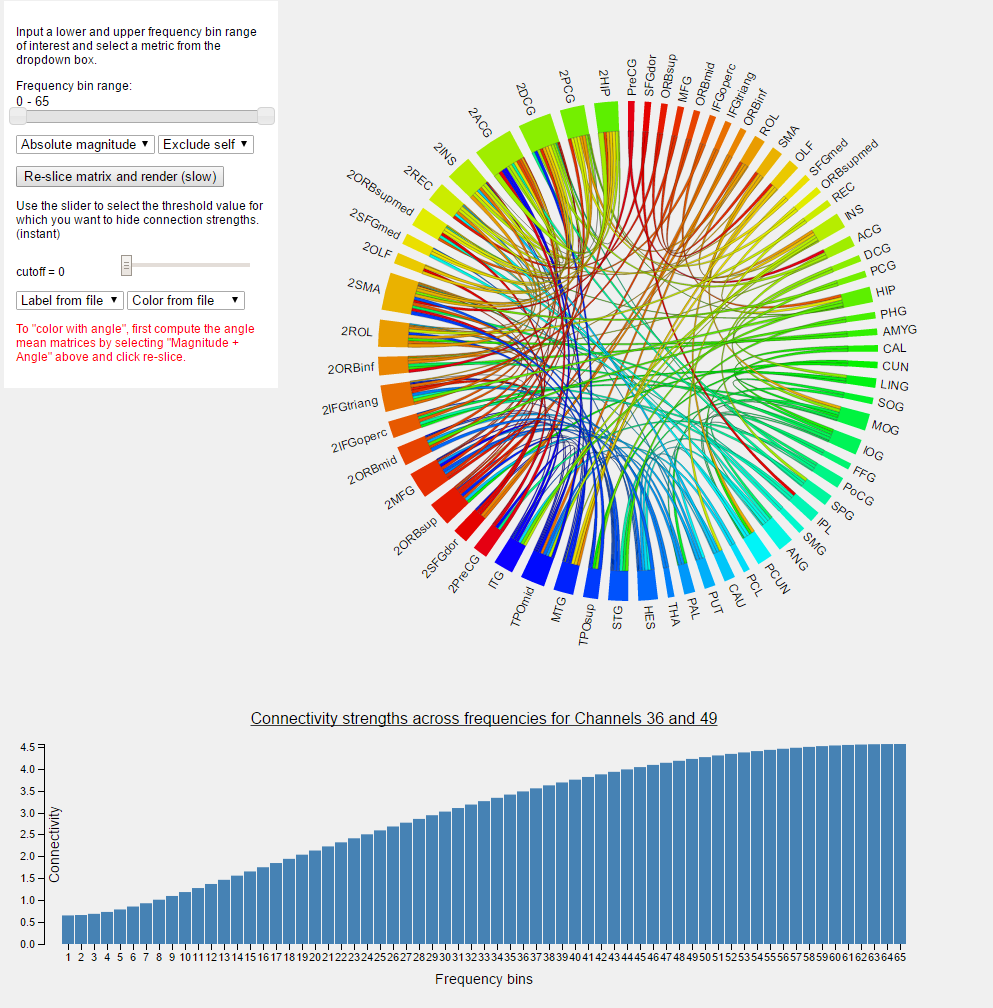 Input a lower and upper frequency bin range
of interest and select a metric from the
dropdown box.
Frequency bin range:
0 - 65
Absolute magnitude Exclude self
Re-slice matrix and render (slow)
Use the slider to select the threshold value for
which you want to hide connection strengths.
(instant)
cutoff = 0
Label from file Color from file
To "color with angle", first compute the angle
mean matrices by selecting "Magnitude +
Angle" above and click re-slice.
PreCG
SFGdor
ORBsup
MFG
ORBmid
IFGoperc
IFGtriang
ORBinf
ROL
SMA
OLF
SFGmed
ORBsupmed
REC
INS
ACG
DCG
PCG
HIP
PHG
AMYG
CAL
CUN
LING
SOG
MOG
IOG
FFG
PoCG
SPG
IPL
SMG
ANG
PCUN
PCL
CAU
PUT
PAL
THA
HES
STG
TPOsup
MTG
TPOmid
ITG
2PreCG
2SFGdor
2ORBsup
2MFG
2ORBmid
2IFGoperc
2IFGtriang
2ORBinf
2ROL
2SMA
2OLF
2SFGmed
2ORBsupmed
2REC
2INS
2ACG
2DCG
2PCG
2HIP
Connectivity strengths across frequencies for Channels 36 and 49
4.5
4.0
3.5
3.0
2.5
2.0
1.5
1.0
0.5
0.0
Connectivity
1 2 3 4 5 6 7 8 9 10 11 12 13 14 15 16 17 18 19 20 21 22 23 24 25 26 27 28 29 30 31 32 33 34 35 36 37 38 39 40 41 42 43 44 45 46 47 48 49 50 51 52 53 54 55 56 57 58 59 60 61 62 63 64 65
Frequency bins